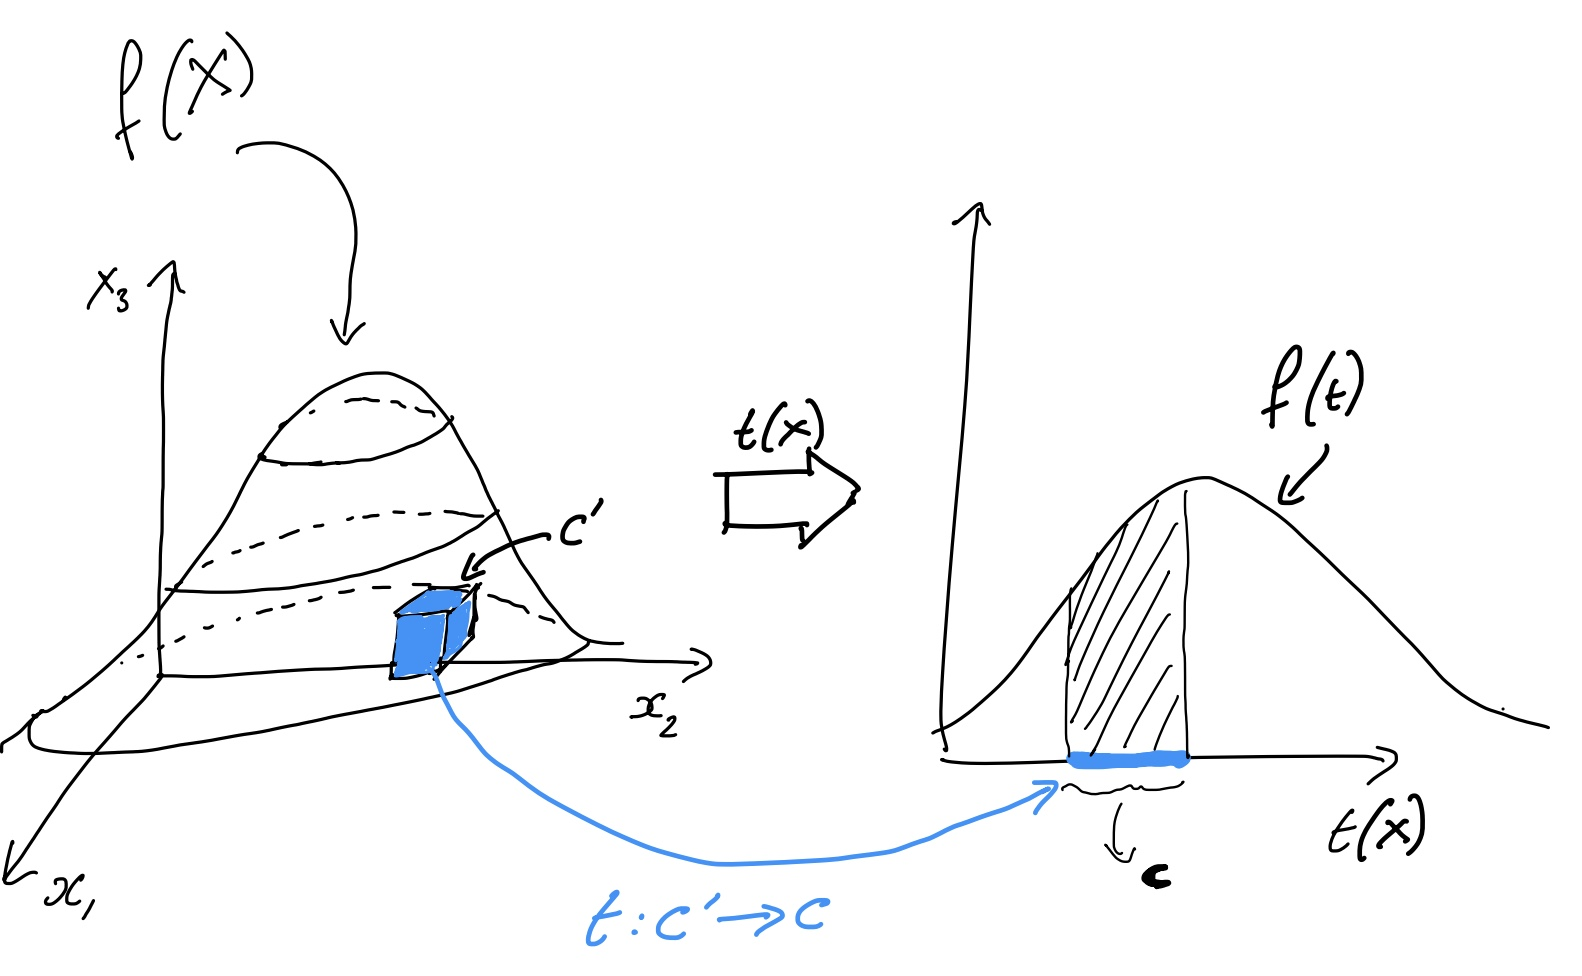 f(x)
x₃
c'
x₂
x₁
t(x)
f(t)
t(x)
c
t:c'→c